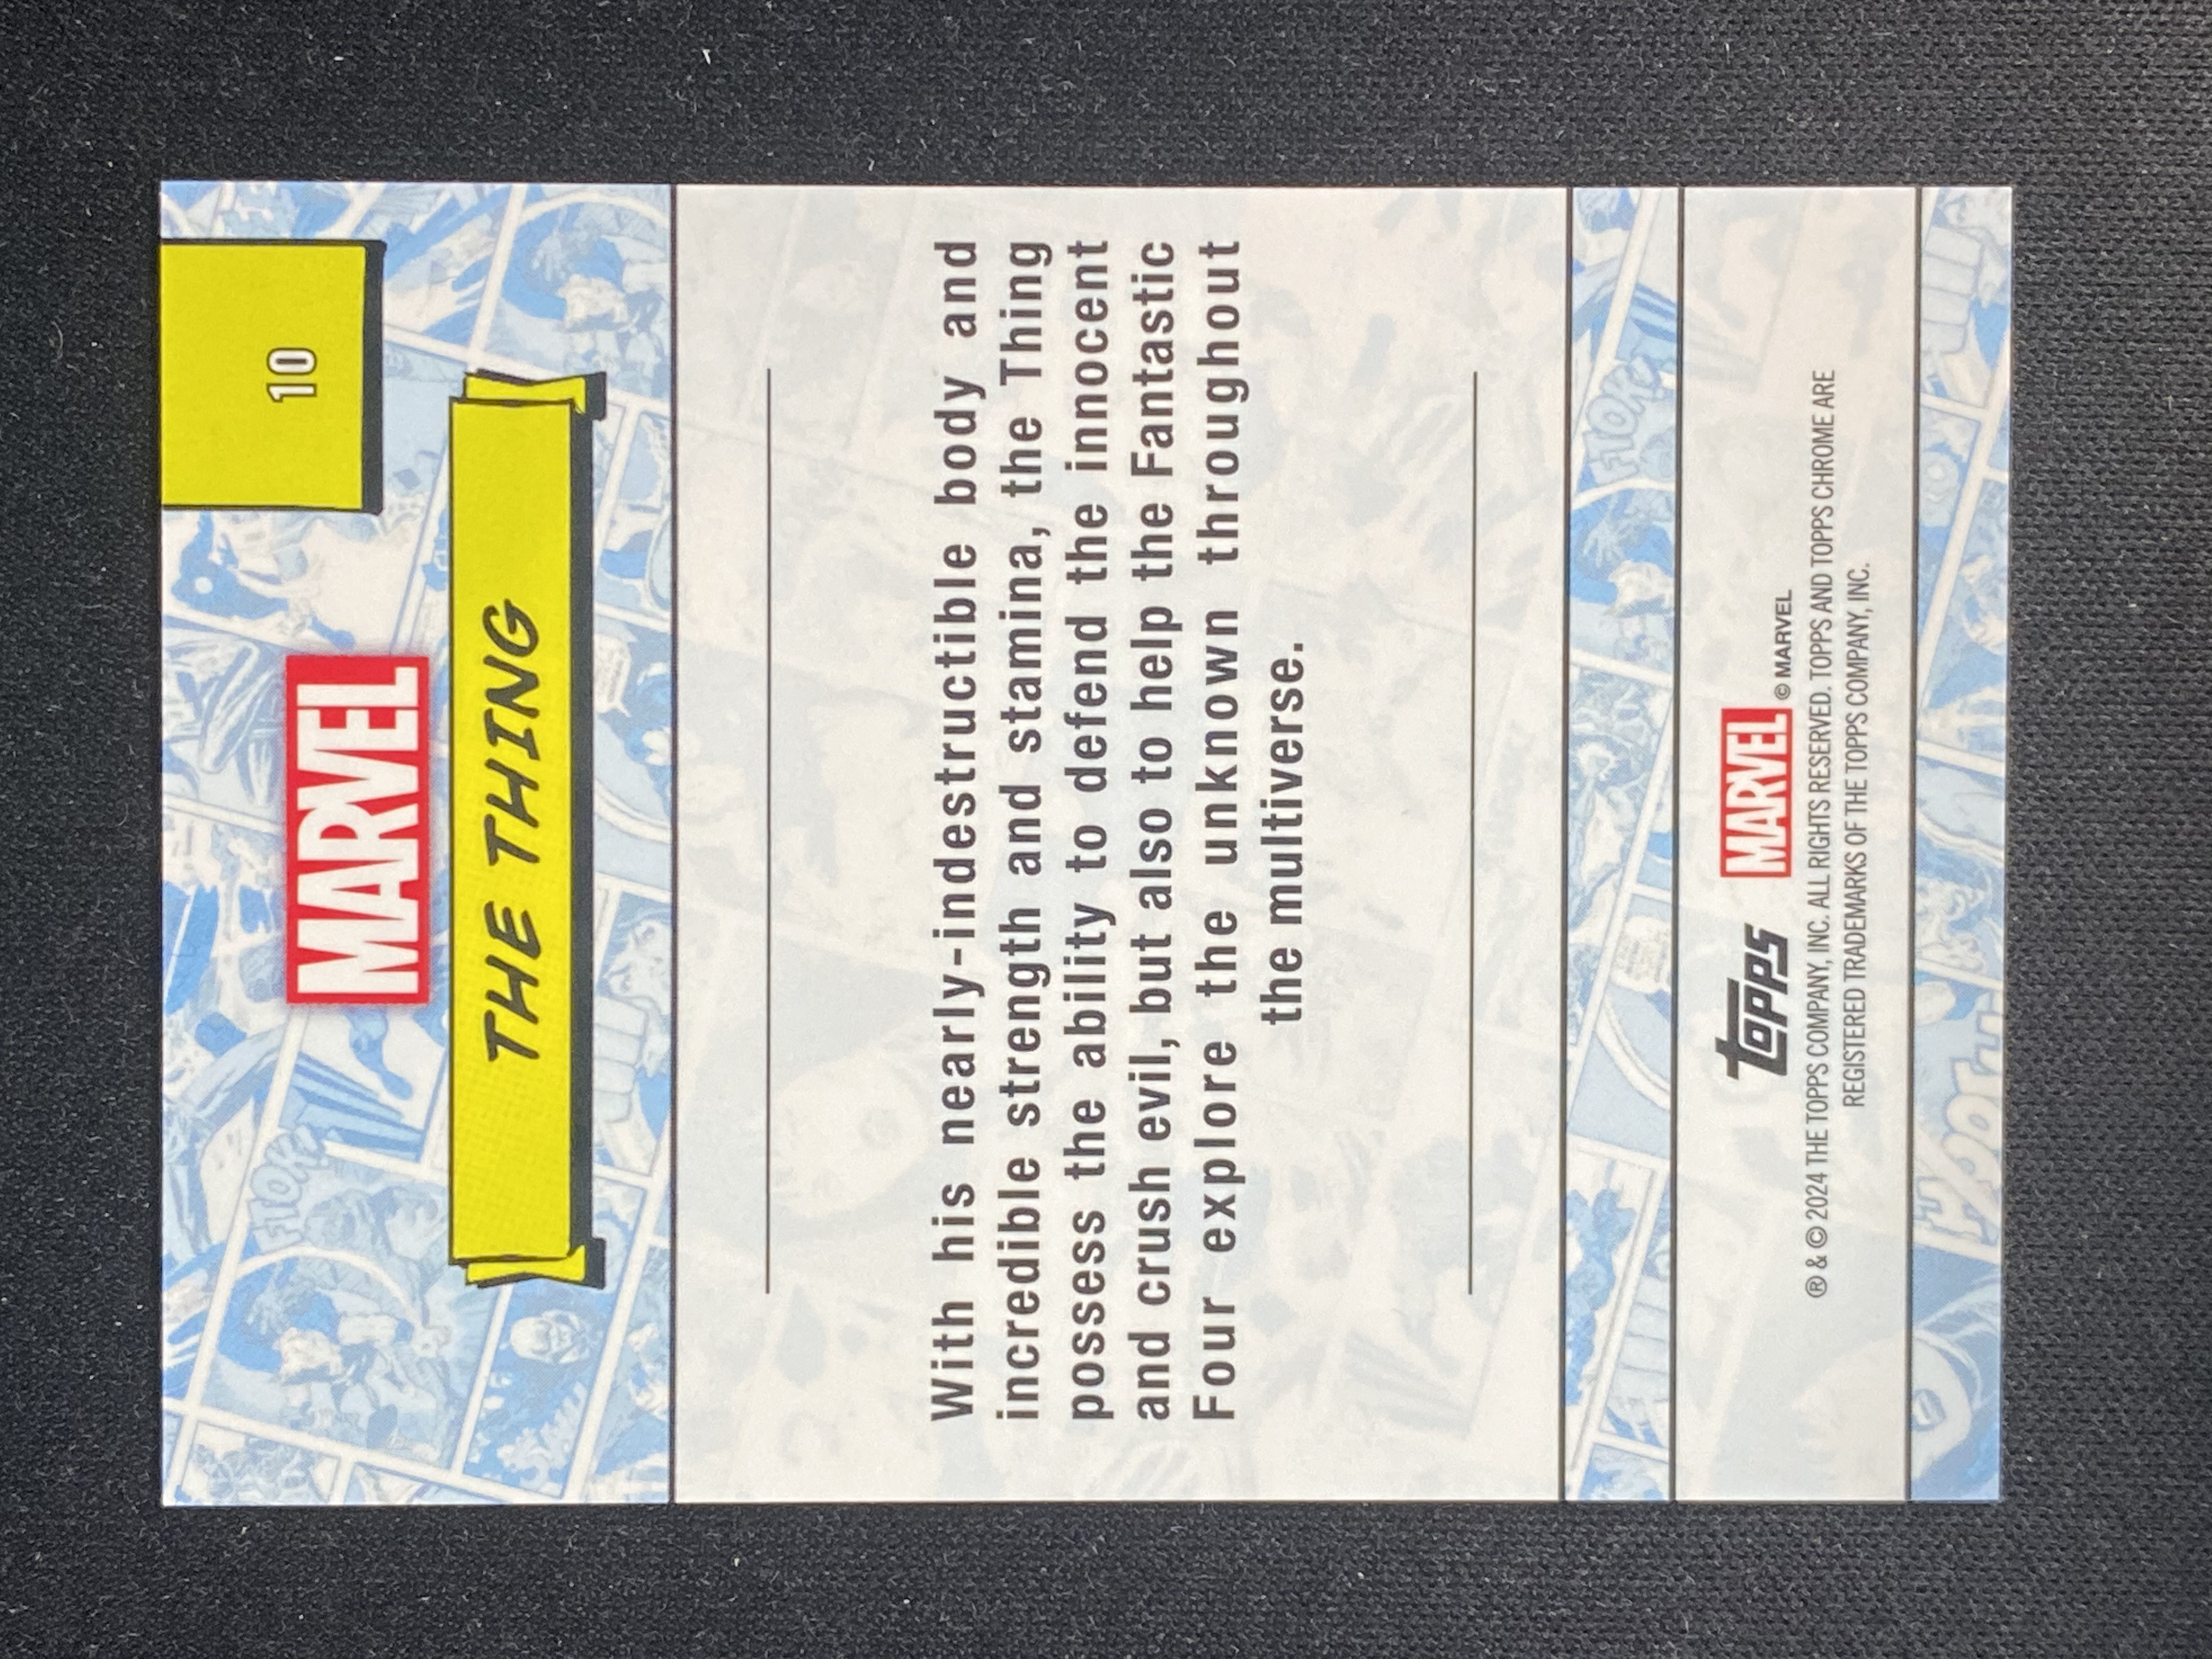 10
MARVEL
THE THING
With his nearly-indestructible body and
incredible strength and stamina, the Thing
possess the ability to defend the innocent
and crush evil, but also to help the Fantastic
Four explore the unknown throughout
the multiverse.
FTOK!
FTOK!
topps MARVEL © MARVEL
® & © 2024 THE TOPPS COMPANY, INC. ALL RIGHTS RESERVED. TOPPS AND TOPPS CHROME ARE
REGISTERED TRADEMARKS OF THE TOPPS COMPANY, INC.